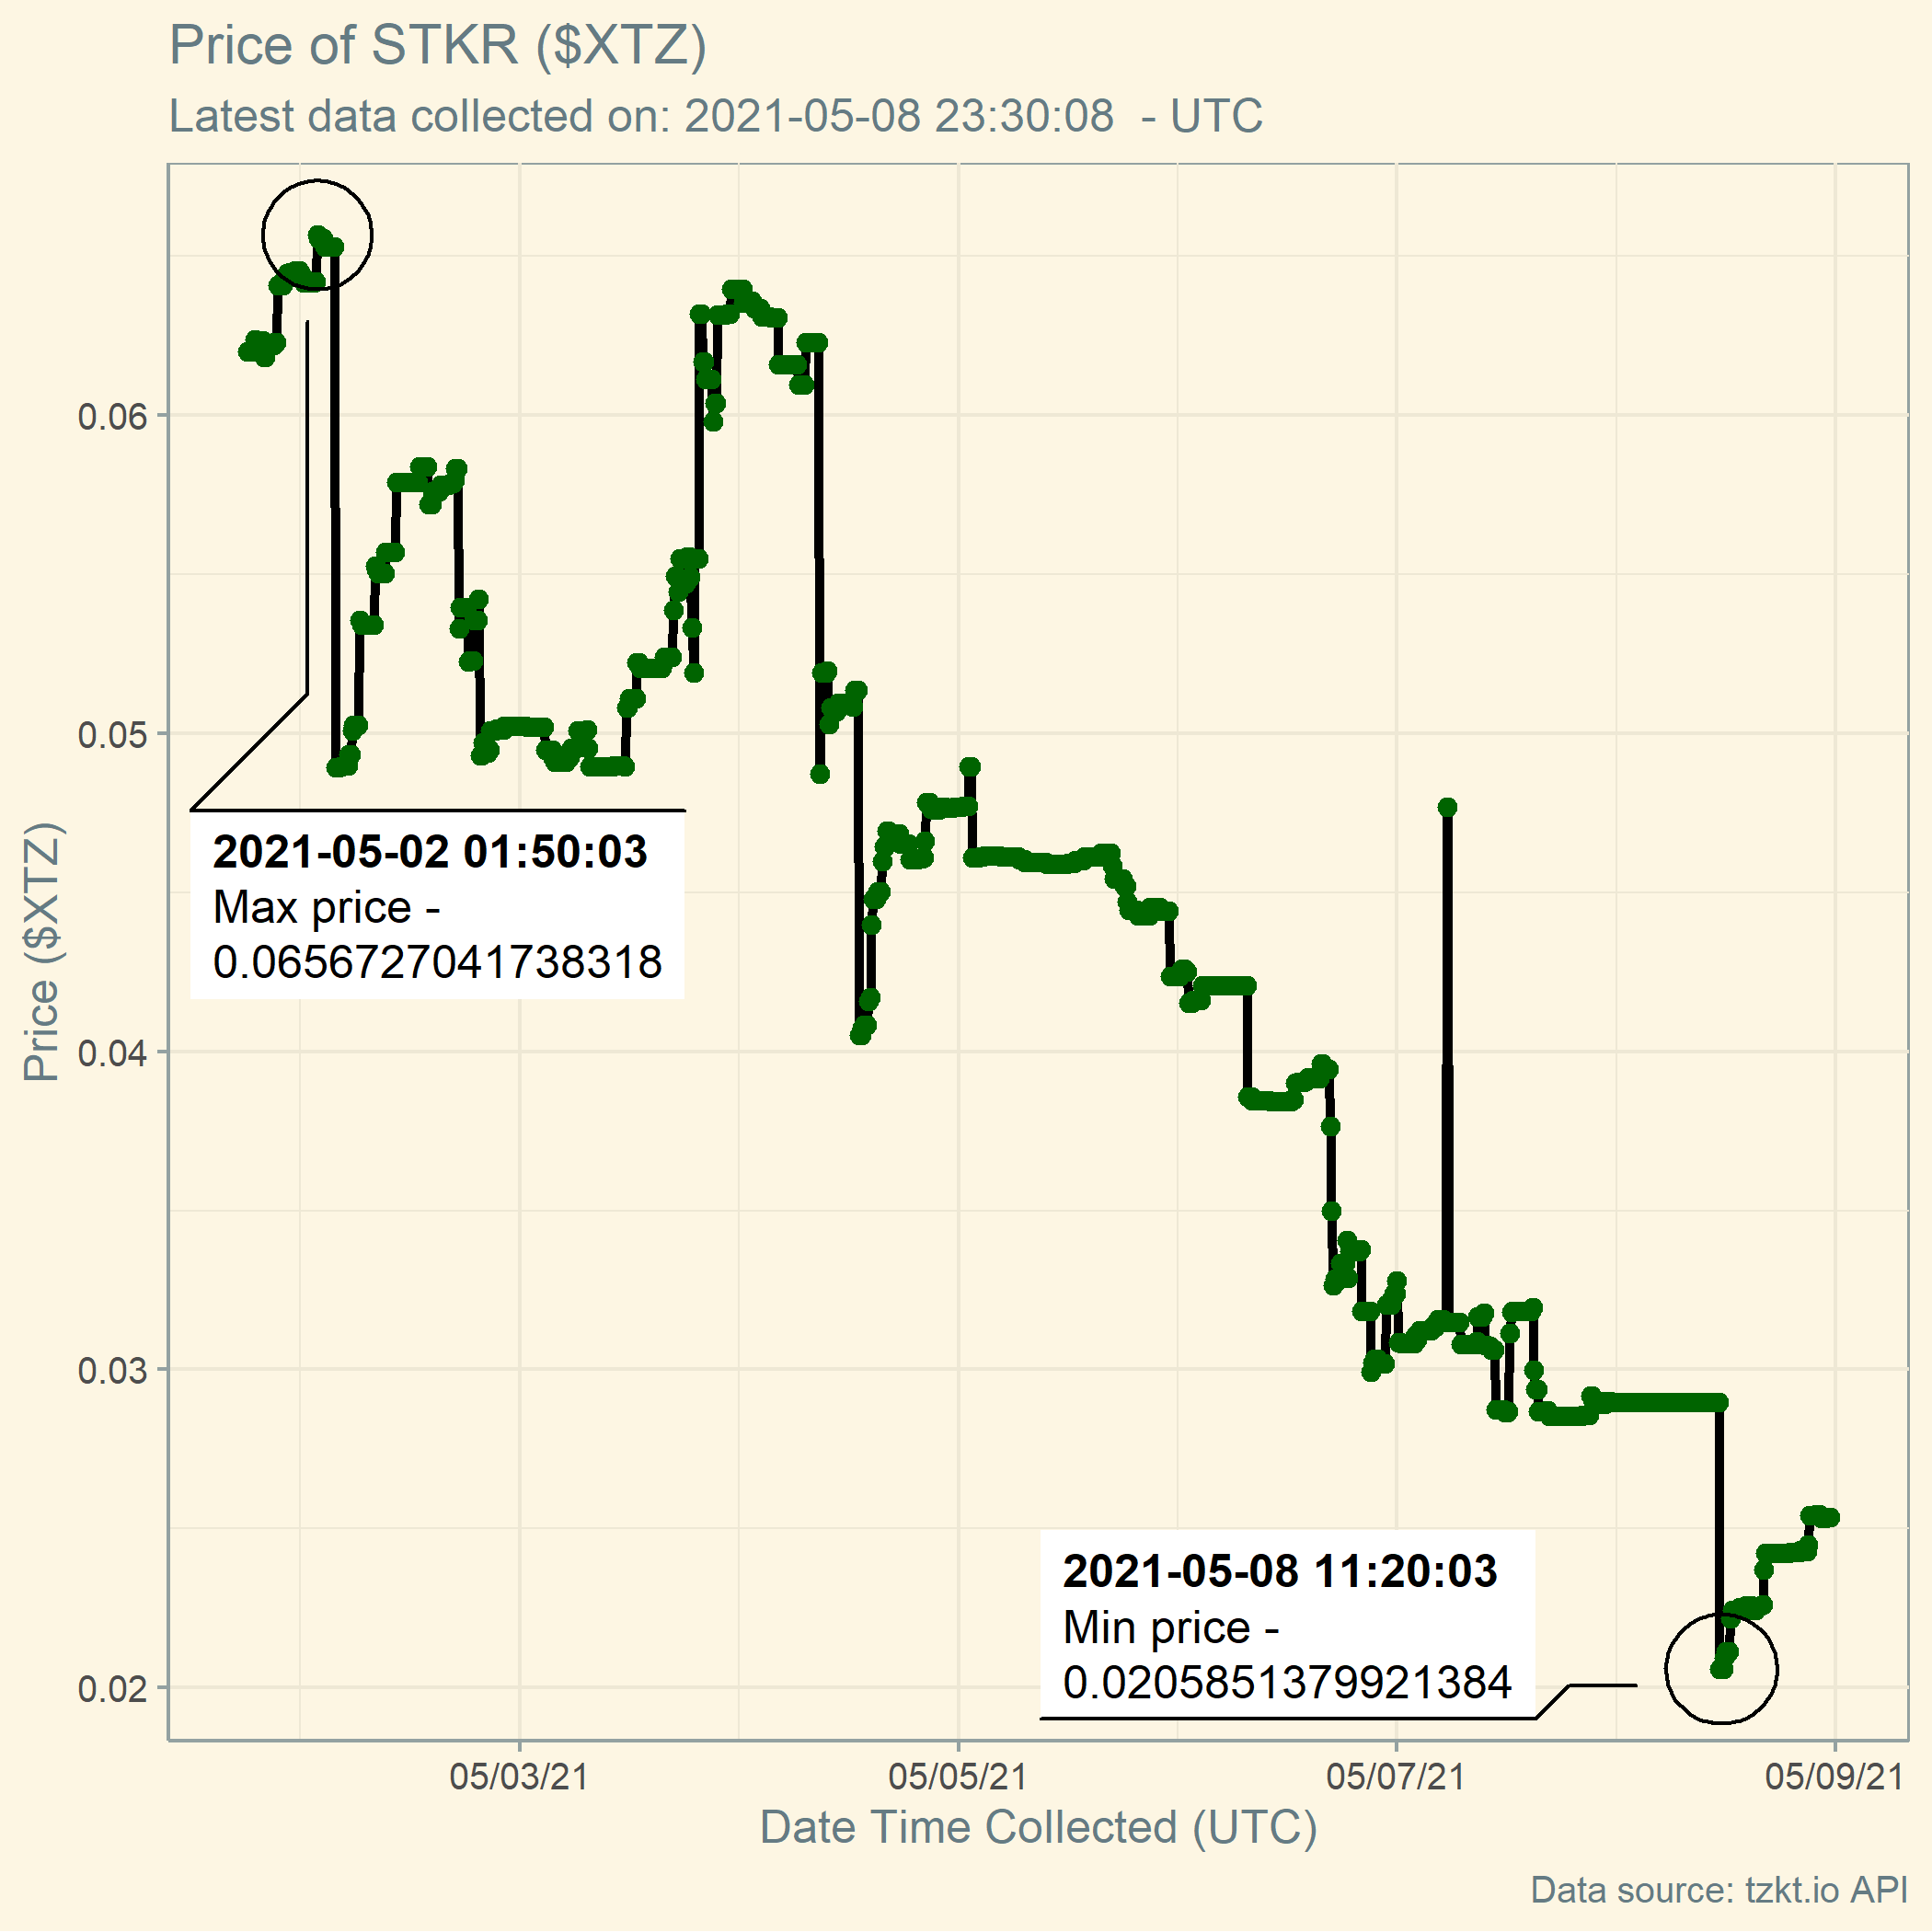 Price of STKR ($XTZ)
Latest data collected on: 2021-05-08 23:30:08  - UTC
Price ($XTZ)
0.06
0.05
0.04
0.03
0.02
2021-05-02 01:50:03
Max price -
0.0656727041738318
2021-05-08 11:20:03
Min price -
0.0205851379921384
05/03/21
05/05/21
05/07/21
05/09/21
Date Time Collected (UTC)
Data source: tzkt.io API